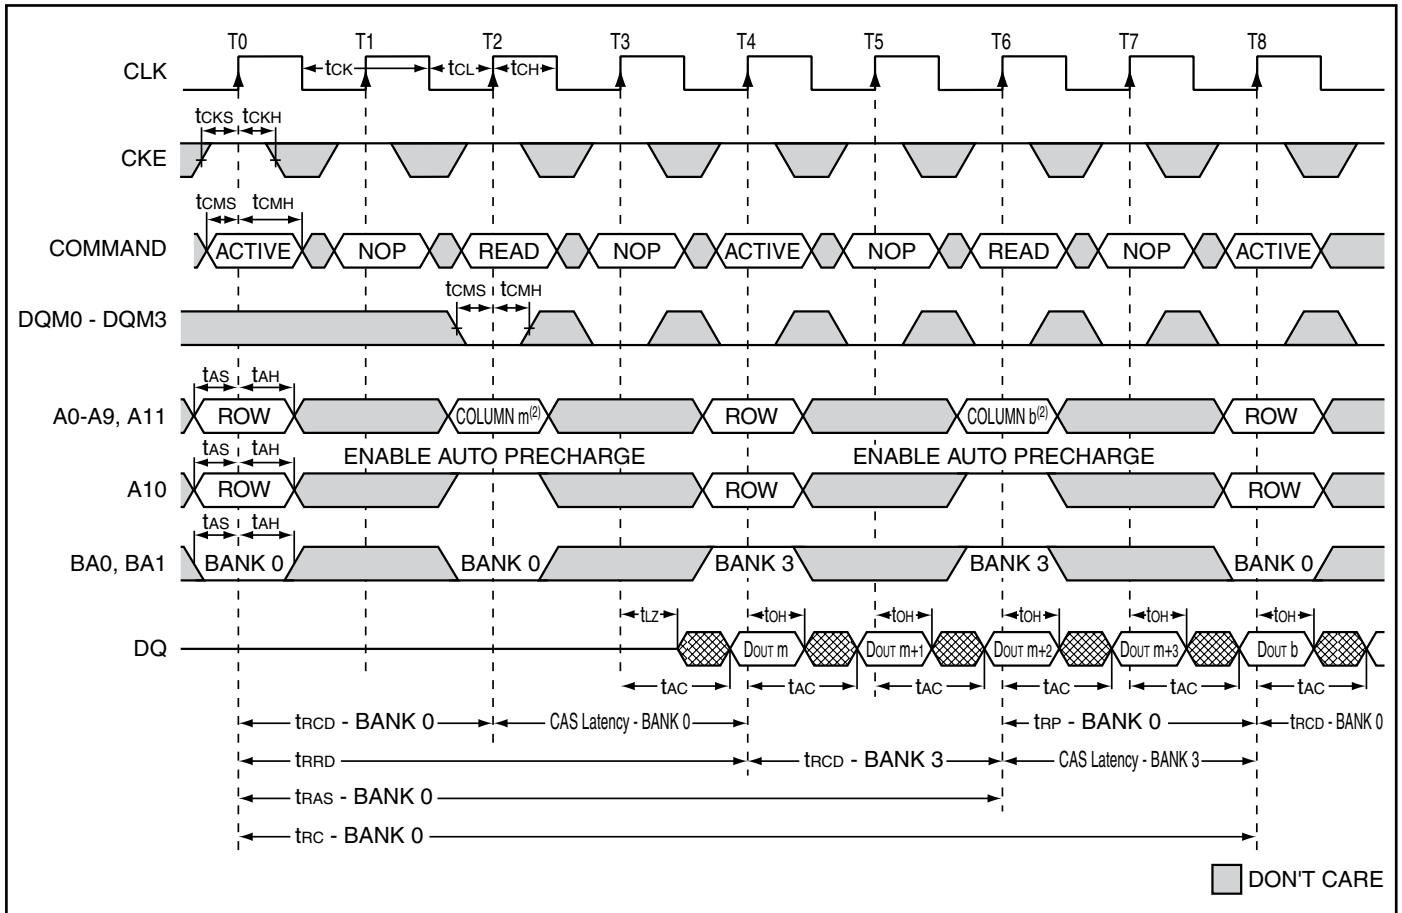 T0 T1 T2 T3 T4 T5 T6 T7 T8
CLK tCK tCL tCH
tCKS tCKH
CKE
tCMS tCMH
COMMAND ACTIVE NOP READ NOP ACTIVE NOP READ NOP ACTIVE
tCMS tCMH
DQM0 - DQM3
tAS tAH
A0-A9, A11 ROW COLUMN m(2) ROW COLUMN b(2) ROW
tAS tAH ENABLE AUTO PRECHARGE ENABLE AUTO PRECHARGE
A10 ROW ROW ROW
tAS tAH
BA0, BA1 BANK 0 BANK 0 BANK 3 BANK 3 BANK 0
tLZ tOH tOH tOH tOH tOH
DQ DOUT m DOUT m+1 DOUT m+2 DOUT m+3 DOUT b
tAC tAC tAC tAC tAC tAC
tRCD - BANK 0 CAS Latency - BANK 0 tRP - BANK 0 tRCD - BANK 0
tRRD tRCD - BANK 3 CAS Latency - BANK 3
tRAS - BANK 0
tRC - BANK 0
DON'T CARE